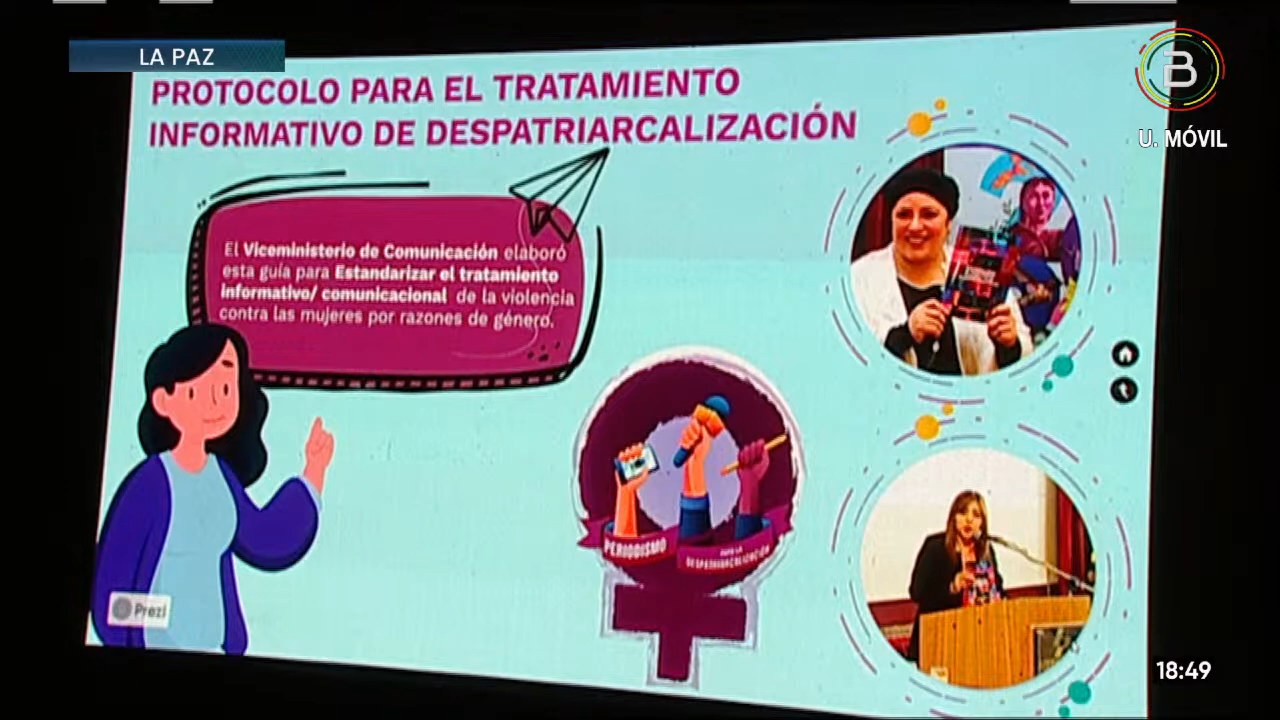 LA PAZ
B
U. MÓVIL
PROTOCOLO PARA EL TRATAMIENTO
INFORMATIVO DE DESPATRIARCALIZACIÓN
El Viceministerio de Comunicación elaboró
esta guía para Estandarizar el tratamiento
informativo/ comunicacional de la violencia
contra las mujeres por razones de género.
PERIODISMO
PARA LA
DESPATRIARCALIZACIÓN
Prezi
18:49